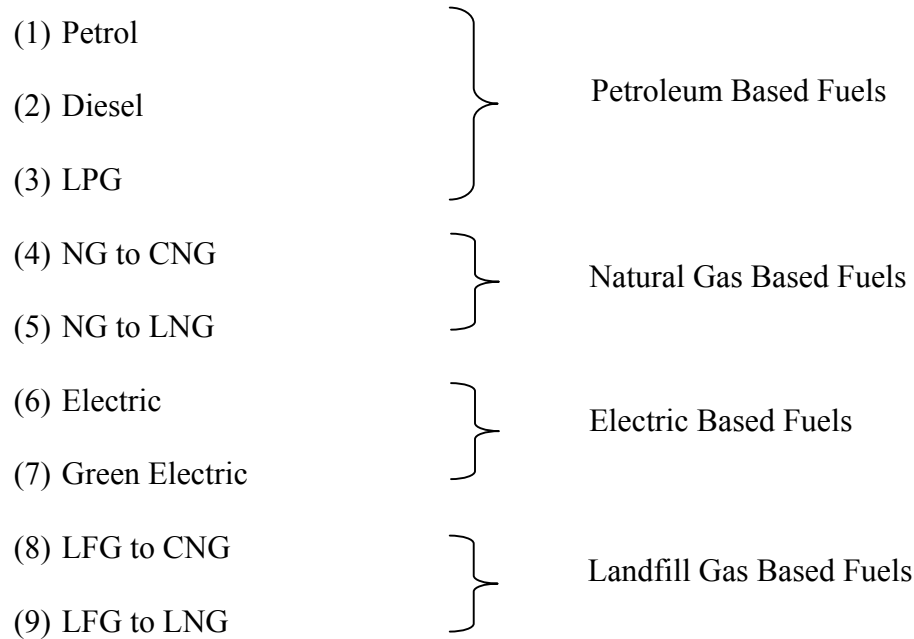 (1) Petrol
(2) Diesel
Petroleum Based Fuels
(3) LPG
(4) NG to CNG
Natural Gas Based Fuels
(5) NG to LNG
(6) Electric
Electric Based Fuels
(7) Green Electric
(8) LFG to CNG
Landfill Gas Based Fuels
(9) LFG to LNG